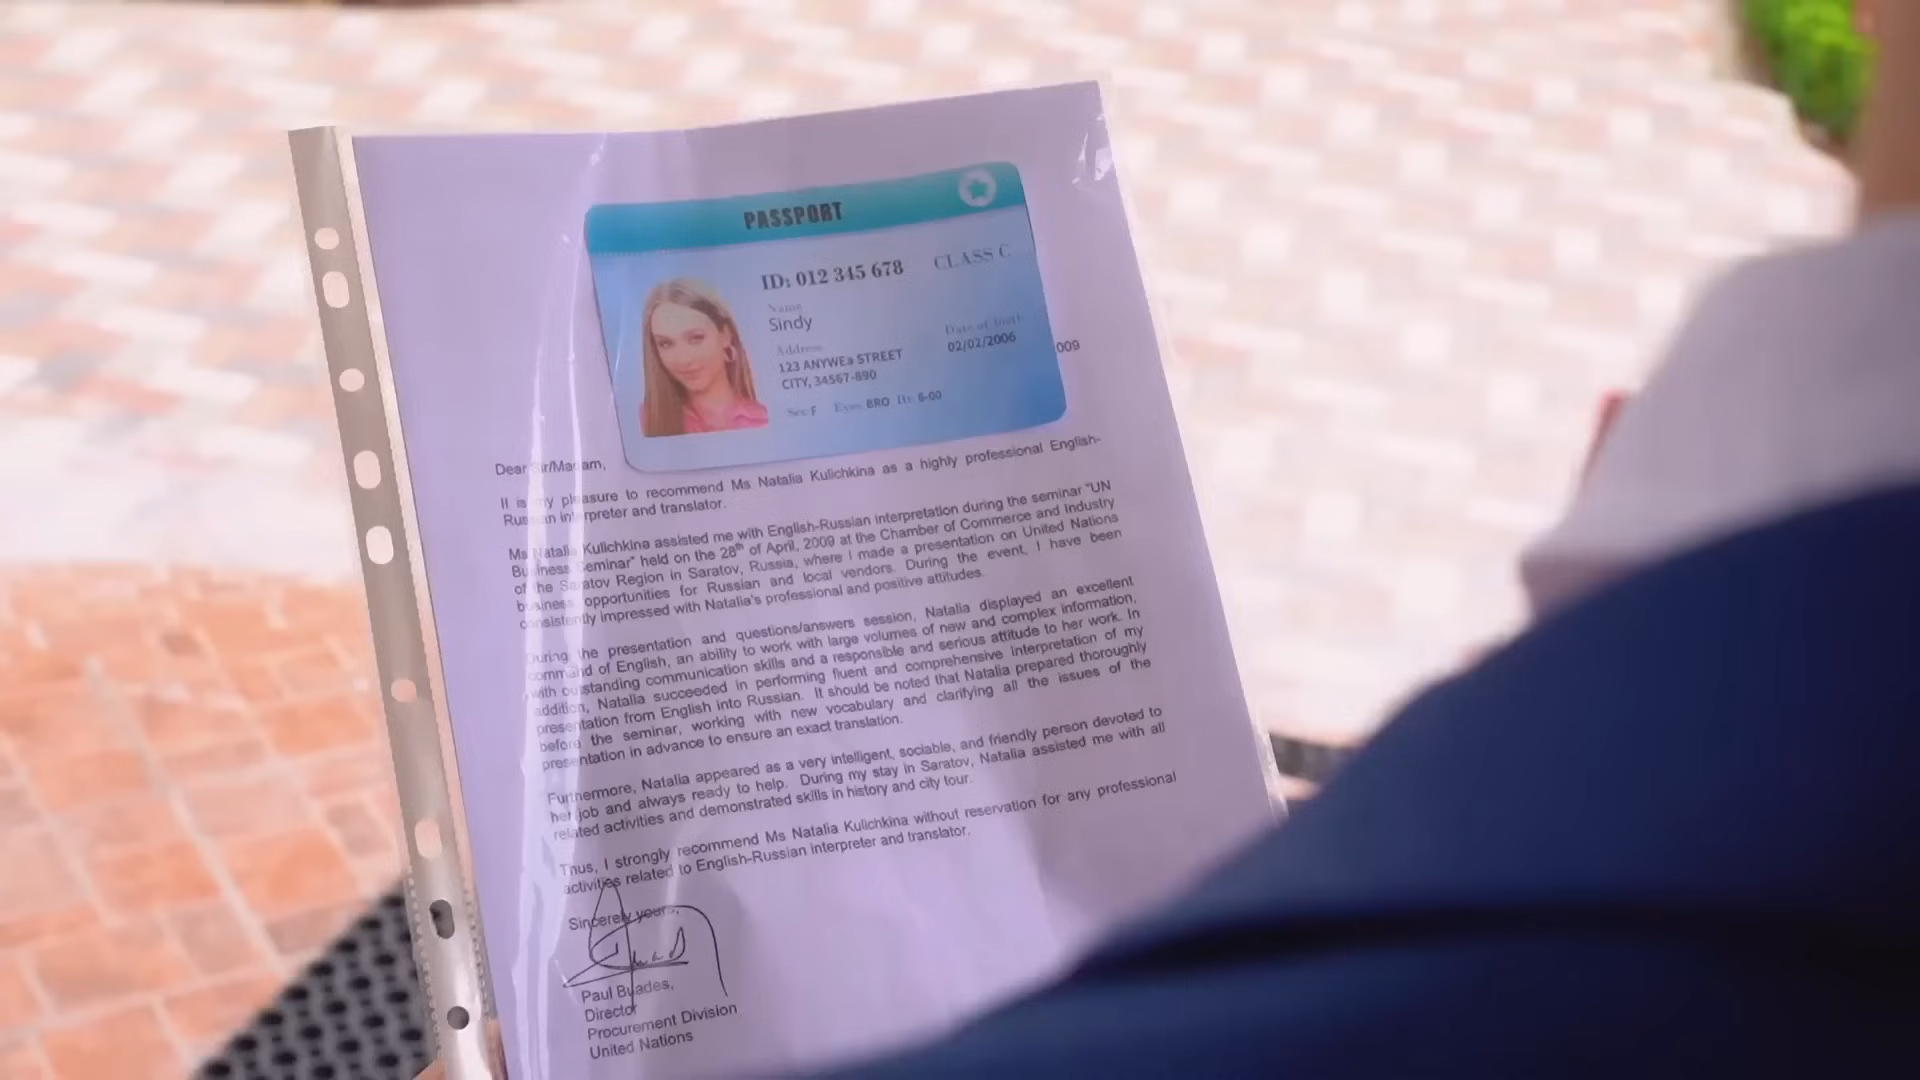 PASSPORT
ID: 012 345 678 CLASS C
Name
Sindy
Address
Date of birth
123 ANYWEa STREET
02/02/2006
CITY, 34567-890
Sex F Eyes BRO Ht 6-00
009
Dear Sir/Madam,
It is my pleasure to recommend Ms Natalia Kulichkina as a highly professional English-
Russian interpreter and translator.
Ms Natalia Kulichkina assisted me with English-Russian interpretation during the seminar "UN
Business Seminar" held on the 28th of April, 2009 at the Chamber of Commerce and Industry
of the Saratov Region in Saratov, Russia, where I made a presentation on United Nations
business opportunities for Russian and local vendors. During the event, I have been
consistently impressed with Natalia's professional and positive attitudes.
During the presentation and questions/answers session, Natalia displayed an excellent
command of English, an ability to work with large volumes of new and complex information,
with outstanding communication skills and a responsible and serious attitude to her work. In
addition, Natalia succeeded in performing fluent and comprehensive interpretation of my
presentation from English into Russian. It should be noted that Natalia prepared thoroughly
before the seminar, working with new vocabulary and clarifying all the issues of the
presentation in advance to ensure an exact translation.
Furthermore, Natalia appeared as a very intelligent, sociable, and friendly person devoted to
her job and always ready to help. During my stay in Saratov, Natalia assisted me with all
related activities and demonstrated skills in history and city tour.
Thus, I strongly recommend Ms Natalia Kulichkina without reservation for any professional
activities related to English-Russian interpreter and translator.
Sincerely yours,
Paul Buades,
Director
Procurement Division
United Nations